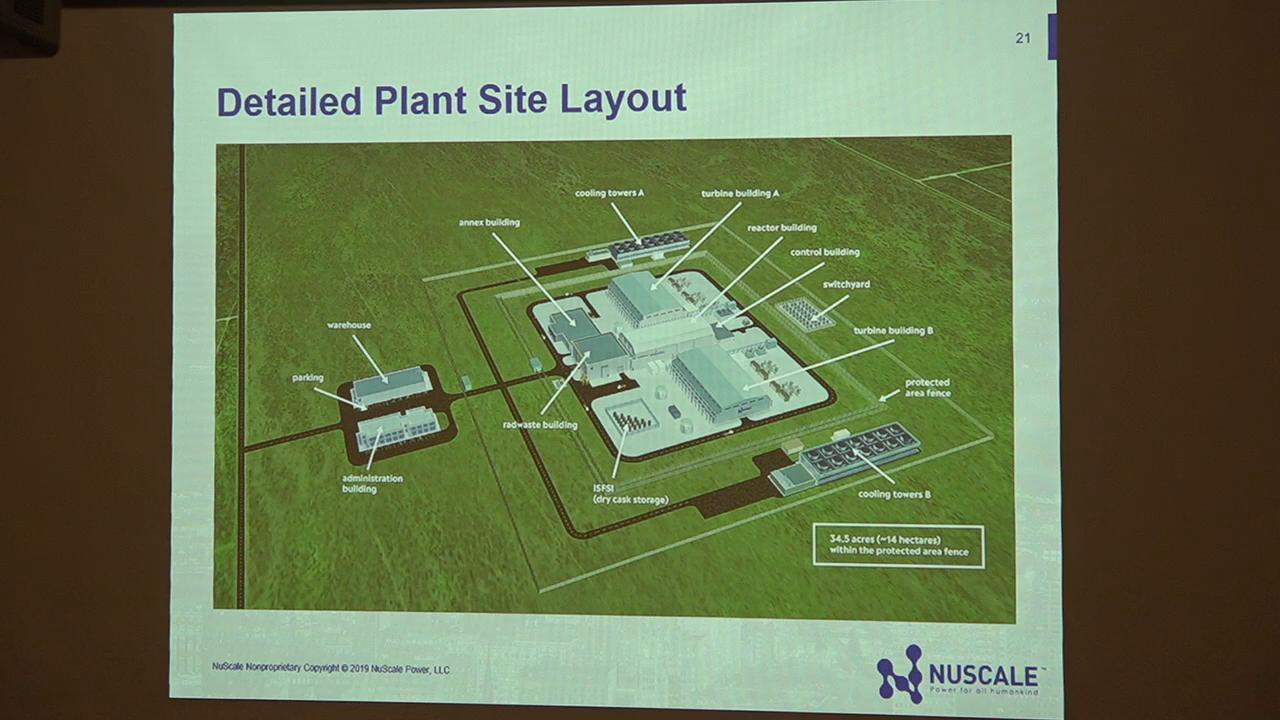 21
Detailed Plant Site Layout
cooling towers A
turbine building A
annex building
reactor building
control building
switchyard
warehouse
turbine building B
parking
protected
area fence
radwaste building
administration
building
ISFSI
(dry cask storage)
cooling towers B
34.5 acres (~14 hectares)
within the protected area fence
NuScale Nonproprietary Copyright © 2019 NuScale Power, LLC.
NUSCALE™
Power for all humankind